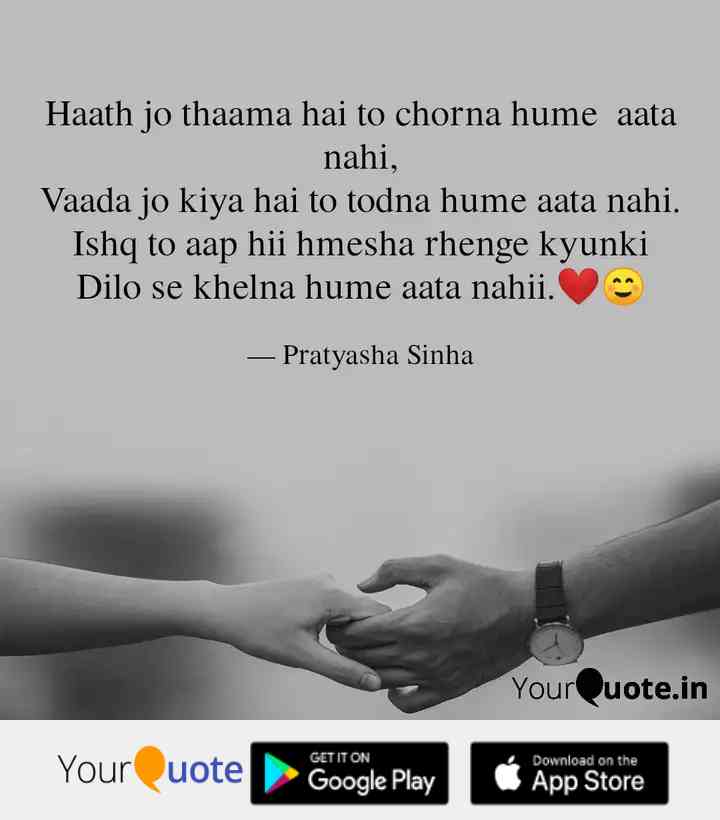 Haath jo thaama hai to chorna hume aata
nahi,
Vaada jo kiya hai to todna hume aata nahi.
Ishq to aap hii hmesha rhenge kyunki
Dilo se khelna hume aata nahii.❤️😊
— Pratyasha Sinha
YourQuote.in
YourQuote
GET IT ON
Google Play
Download on the
App Store